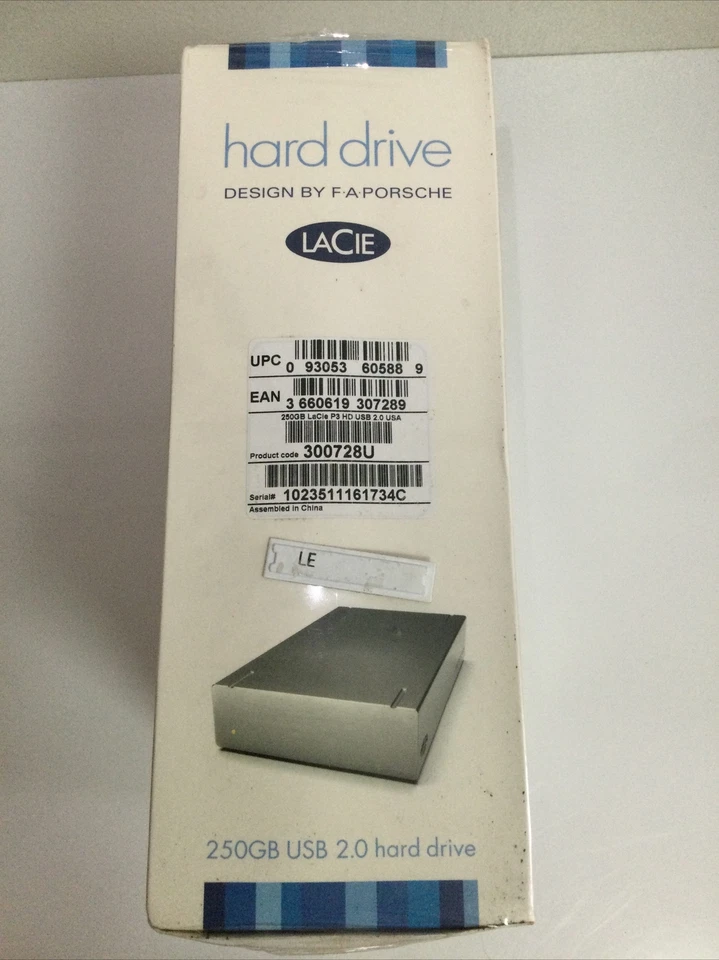 hard drive
DESIGN BY F·A·PORSCHE
LACIE
UPC 0 93053 60588 9
EAN 3 660619 307289
250GB LaCie P3 HD USB 2.0 USA
Product code 300728U
Serial# 1023511161734C
Assembled in China
LE
250GB USB 2.0 hard drive